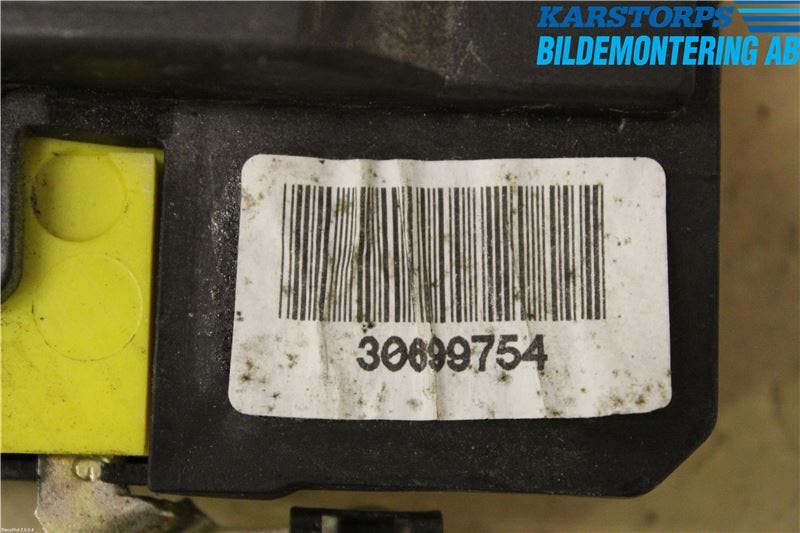 KARSTORPS
BILDEMONTERING AB
30699754